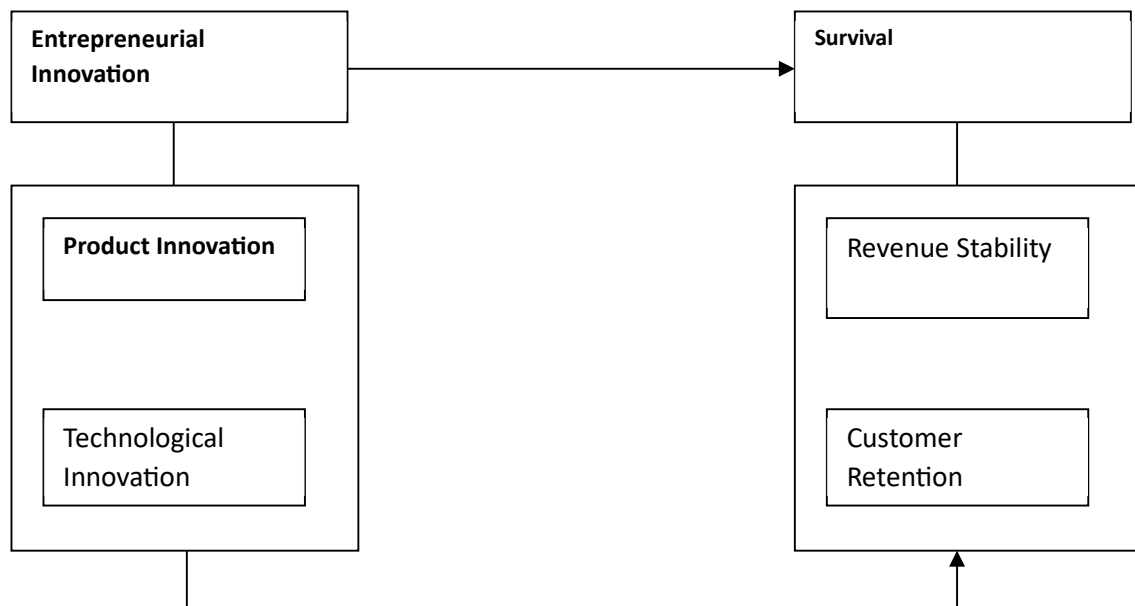 Entrepreneurial
Innovation
Survival
Product Innovation
Technological
Innovation
Revenue Stability
Customer
Retention